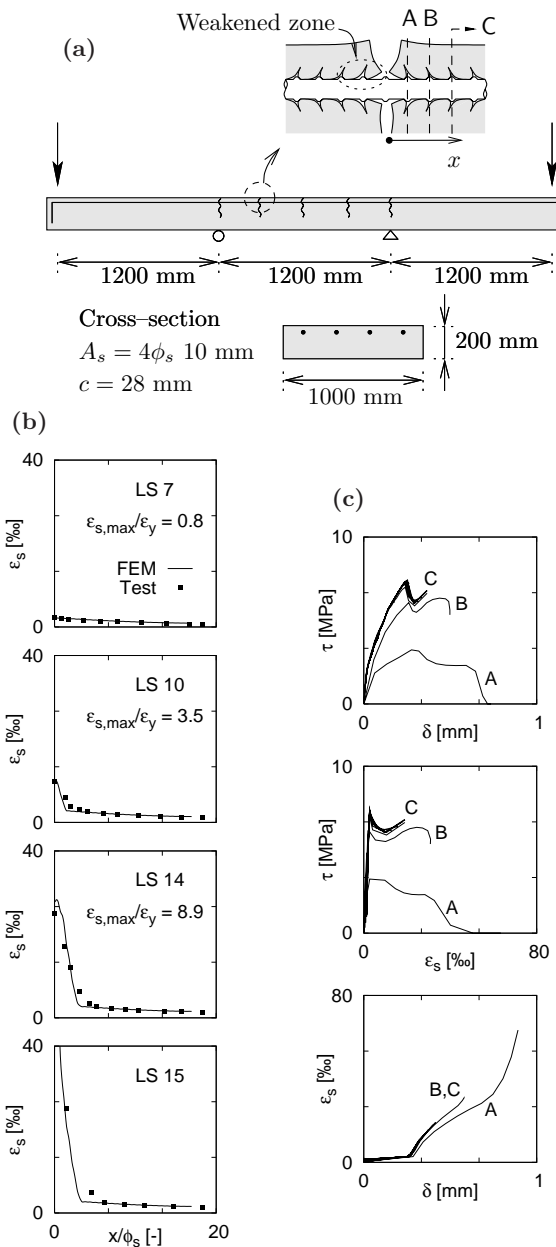 (a)
Weakened zone
A B C
x
1200 mm 1200 mm 1200 mm
Cross–section
A_s = 4ϕ_s 10 mm
c = 28 mm
200 mm
1000 mm
(b)
40
LS 7
ε_s,max/ε_y = 0.8
ε_s [‰]
FEM
Test
0
40
LS 10
ε_s,max/ε_y = 3.5
ε_s [‰]
0
40
LS 14
ε_s,max/ε_y = 8.9
ε_s [‰]
0
40
LS 15
ε_s [‰]
0
0 x/ϕ_s [-] 20
(c)
10
C
B
τ [MPa]
A
0
0 δ [mm] 1
10
C
B
τ [MPa]
A
0
0 ε_s [‰] 80
80
ε_s [‰]
B,C
A
0
0 δ [mm] 1